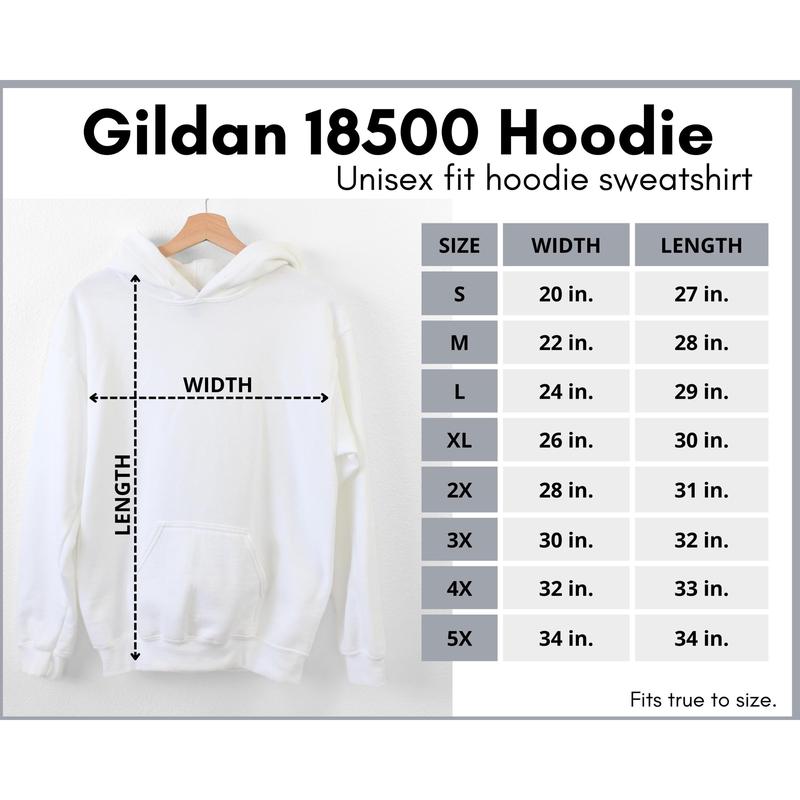 Gildan 18500 Hoodie
Unisex fit hoodie sweatshirt
WIDTH
LENGTH
SIZE WIDTH LENGTH
S 20 in. 27 in.
M 22 in. 28 in.
L 24 in. 29 in.
XL 26 in. 30 in.
2X 28 in. 31 in.
3X 30 in. 32 in.
4X 32 in. 33 in.
5X 34 in. 34 in.
Fits true to size.